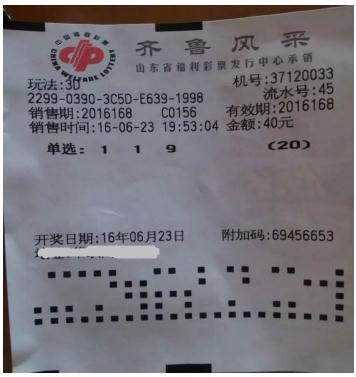 中国福利彩票
CHINA WELFARE LOTTERY
齐鲁风采
山东省福利彩票发行中心承销
玩法:3D 机号:37120033
2299-0390-3C5D-E639-1998 流水号:45
销售期:2016168 C0156 有效期:2016168
销售时间:16-06-23 19:53:04 金额:40元
单选: 1 1 9 (20)
开奖日期:16年06月23日 附加码:69456653